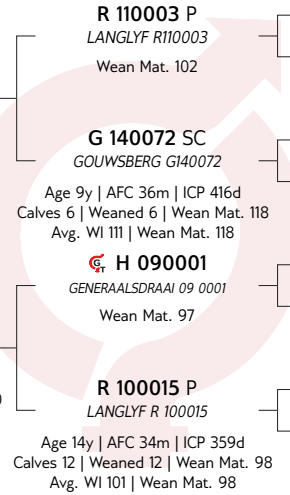 R 110003 P
LANGLYF R110003
Wean Mat. 102
G 140072 SC
GOUWSBERG G140072
Age 9y | AFC 36m | ICP 416d
Calves 6 | Weaned 6 | Wean Mat. 118
Avg. WI 111 | Wean Mat. 118
H 090001
GENERAALSDRAAI 09 0001
Wean Mat. 97
R 100015 P
LANGLYF R 100015
Age 14y | AFC 34m | ICP 359d
Calves 12 | Weaned 12 | Wean Mat. 98
Avg. WI 101 | Wean Mat. 98